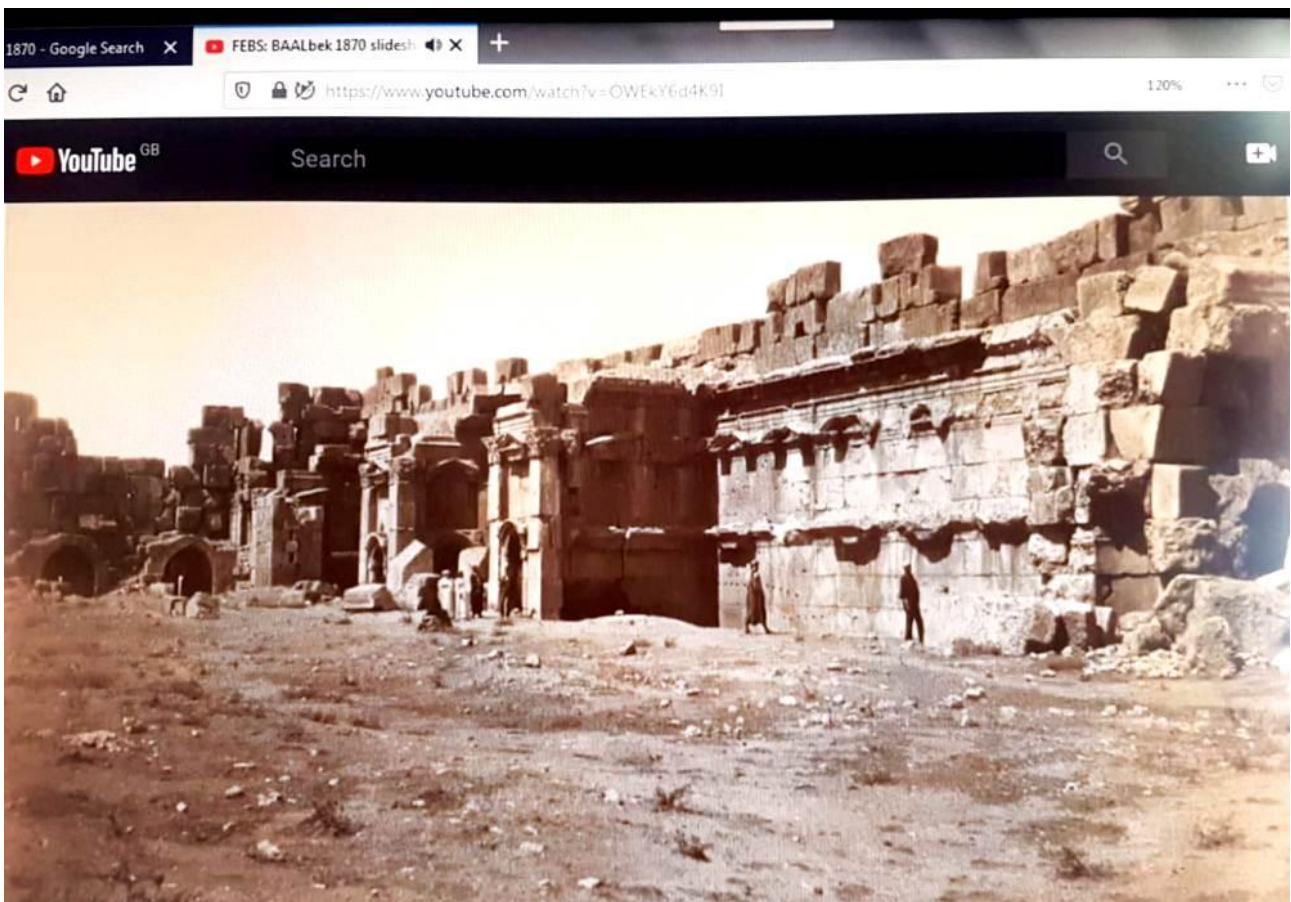 1870 - Google Search
FEBS: BAALbek 1870 slidesh
https://www.youtube.com/watch?v=OWEkY6d4K9I
120%
YouTube GB
Search